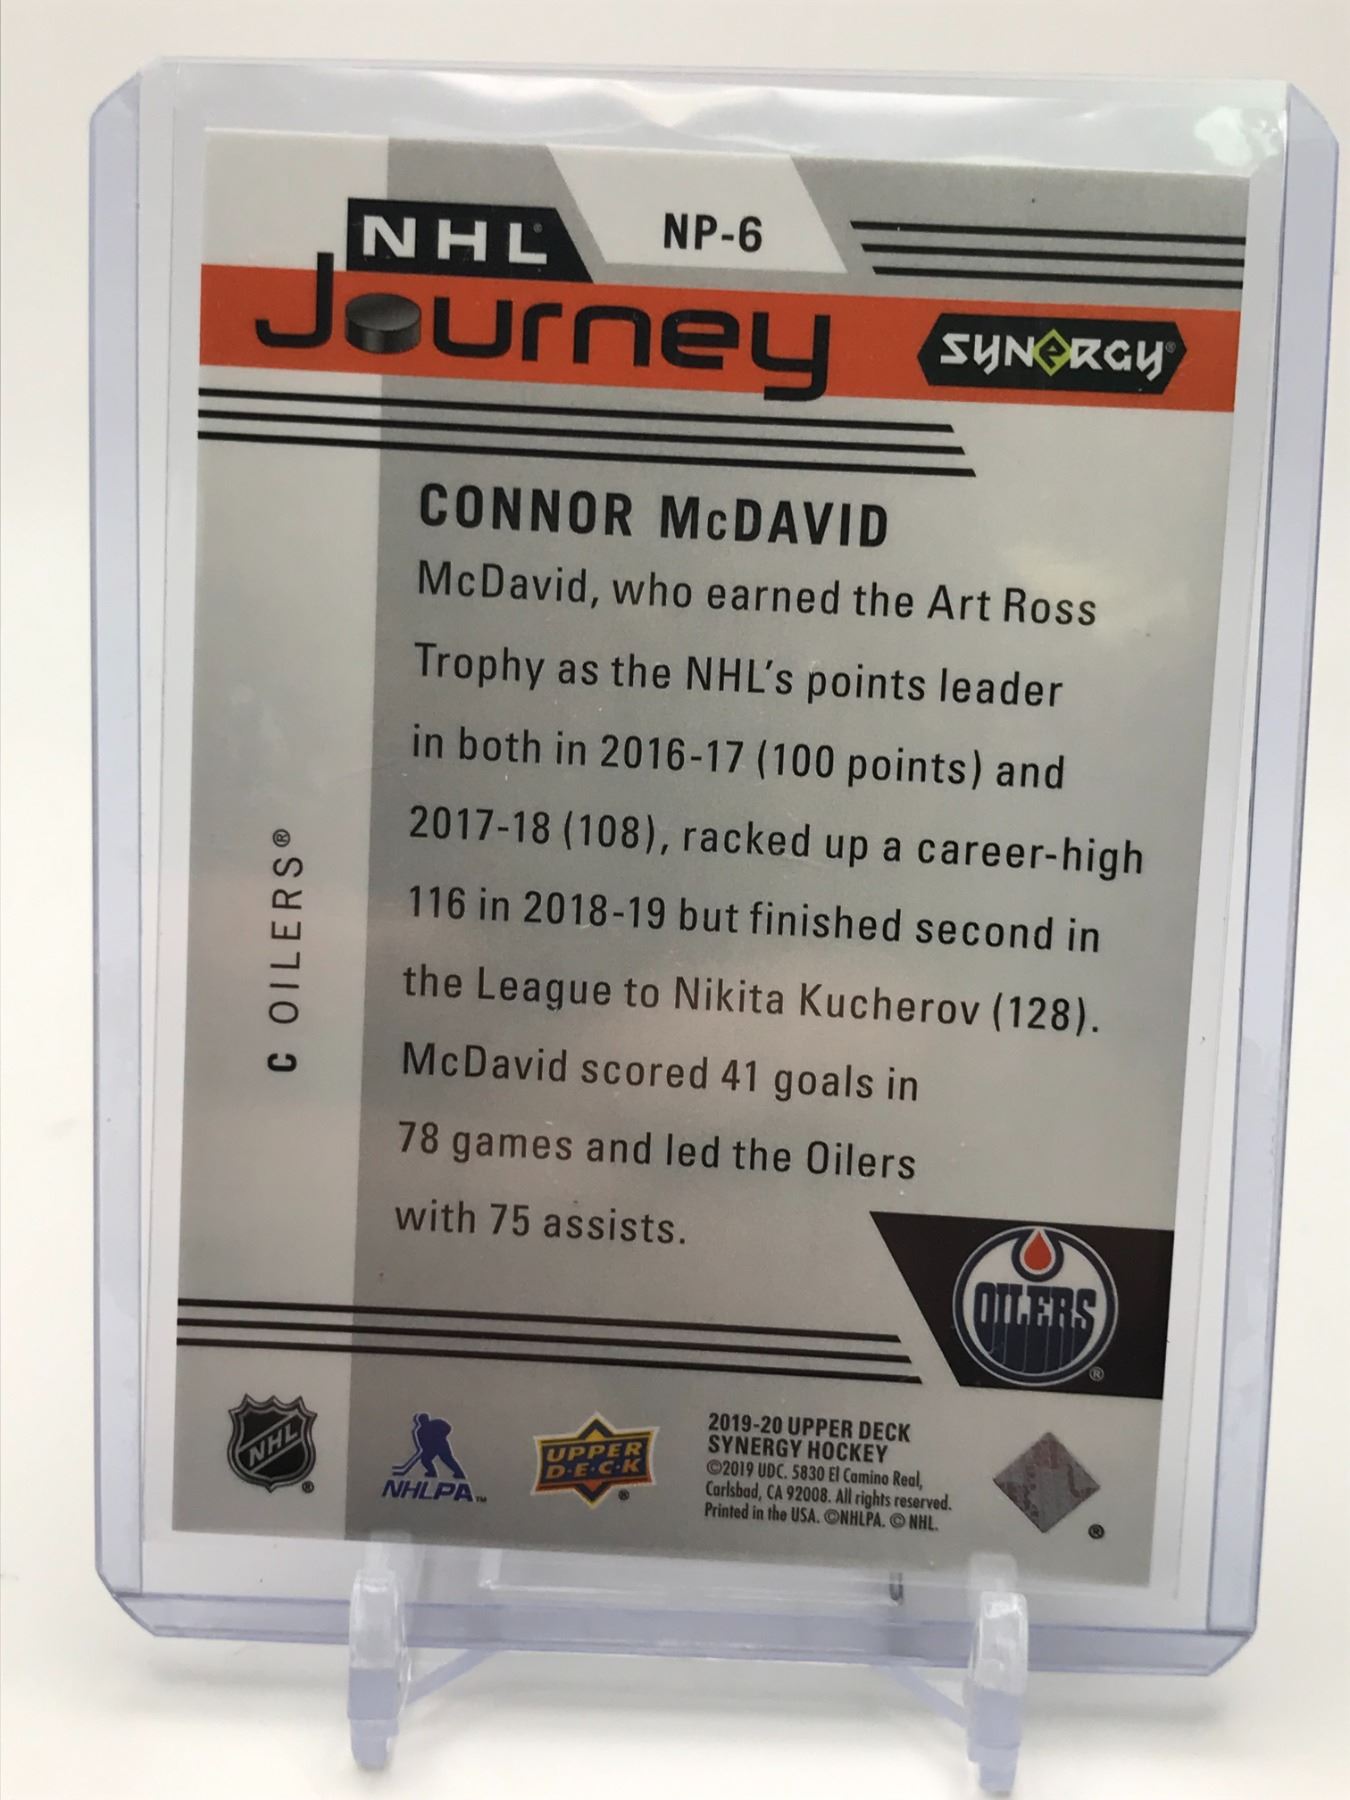 NHL®
NP-6
Journey
SYNERGY®
CONNOR McDAVID
McDavid, who earned the Art Ross
Trophy as the NHL's points leader
in both in 2016-17 (100 points) and
2017-18 (108), racked up a career-high
116 in 2018-19 but finished second in
the League to Nikita Kucherov (128).
McDavid scored 41 goals in
78 games and led the Oilers
with 75 assists.
C OILERS®
OILERS
®
NHL
®
NHLPA™
UPPER
D·E·C·K
®
2019-20 UPPER DECK
SYNERGY HOCKEY
©2019 UDC. 5830 El Camino Real,
Carlsbad, CA 92008. All rights reserved.
Printed in the USA. ©NHLPA. © NHL.
®